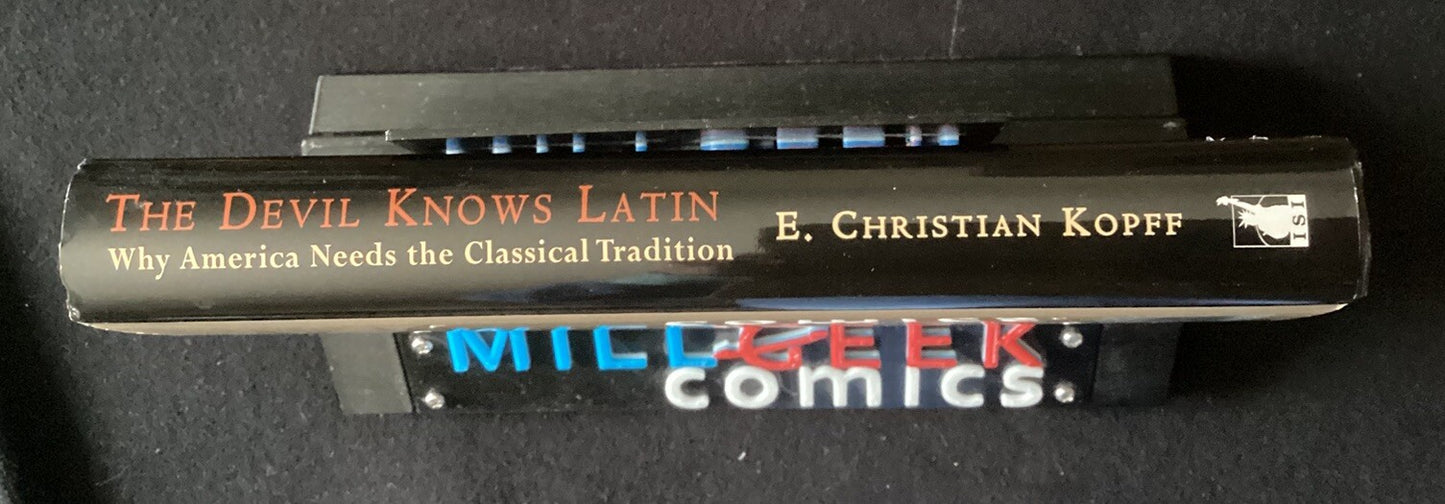 THE DEVIL KNOWS LATIN
Why America Needs the Classical Tradition
E. CHRISTIAN KOPFF
ISI
MILLGEEK
comics